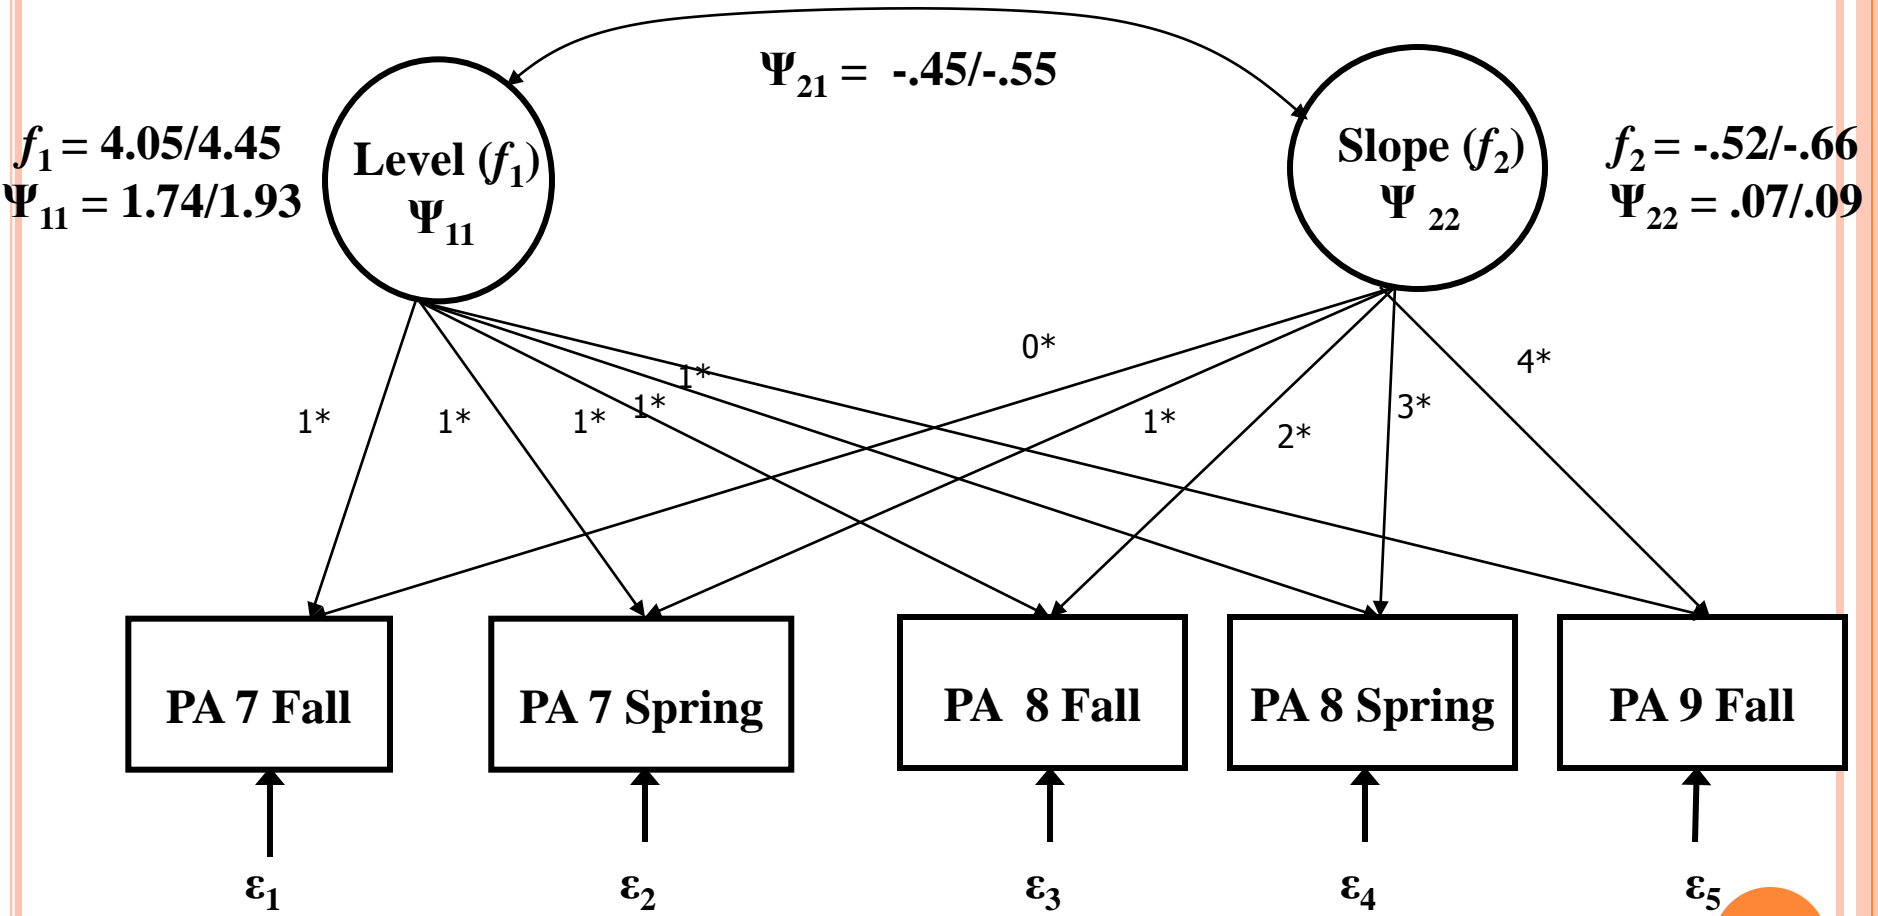 Ψ21 = -.45/-.55
f1 = 4.05/4.45
Ψ11 = 1.74/1.93
Level (f1)
Ψ11
Slope (f2)
Ψ 22
f2 = -.52/-.66
Ψ22 = .07/.09
0*
4*
1*
1*
1*
1*
1*
1*
2*
3*
PA 7 Fall
PA 7 Spring
PA 8 Fall
PA 8 Spring
PA 9 Fall
ε1
ε2
ε3
ε4
ε5